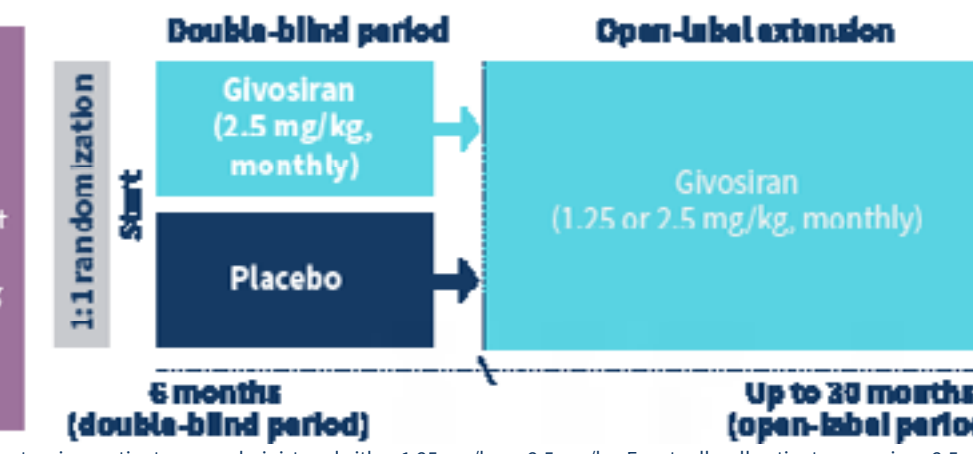 Double-blind period
Open-label extension
1:1 randomization
Start
Givosiran
(2.5 mg/kg,
monthly)
Placebo
Givosiran
(1.25 or 2.5 mg/kg, monthly)
6 months
(double-blind period)
Up to 30 months
(open-label